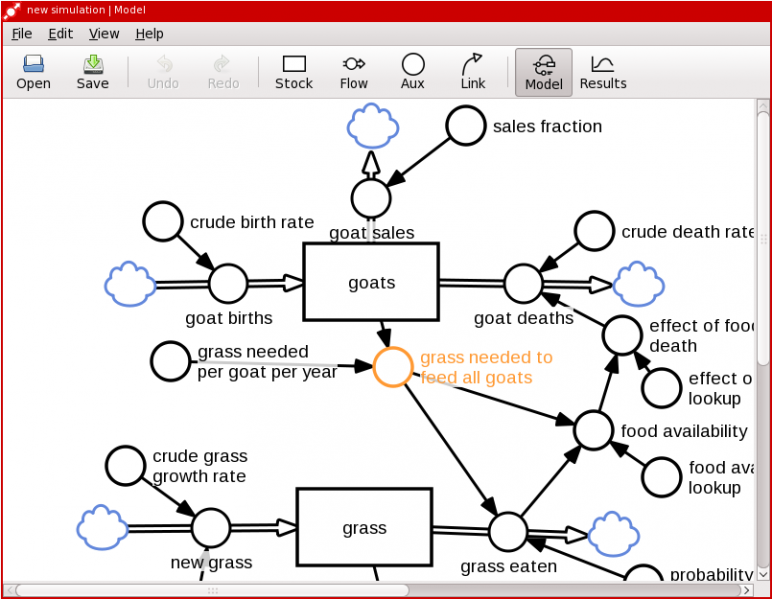 new simulation | Model
File Edit View Help
Open Save Undo Redo Stock Flow Aux Link Model Results
sales fraction
crude birth rate
goat sales
crude death rate
goats
goat births
goat deaths
effect of foo
death
grass needed
per goat per year
grass needed to
feed all goats
effect o
lookup
food availability
crude grass
growth rate
food ava
lookup
grass
new grass
grass eaten
probability